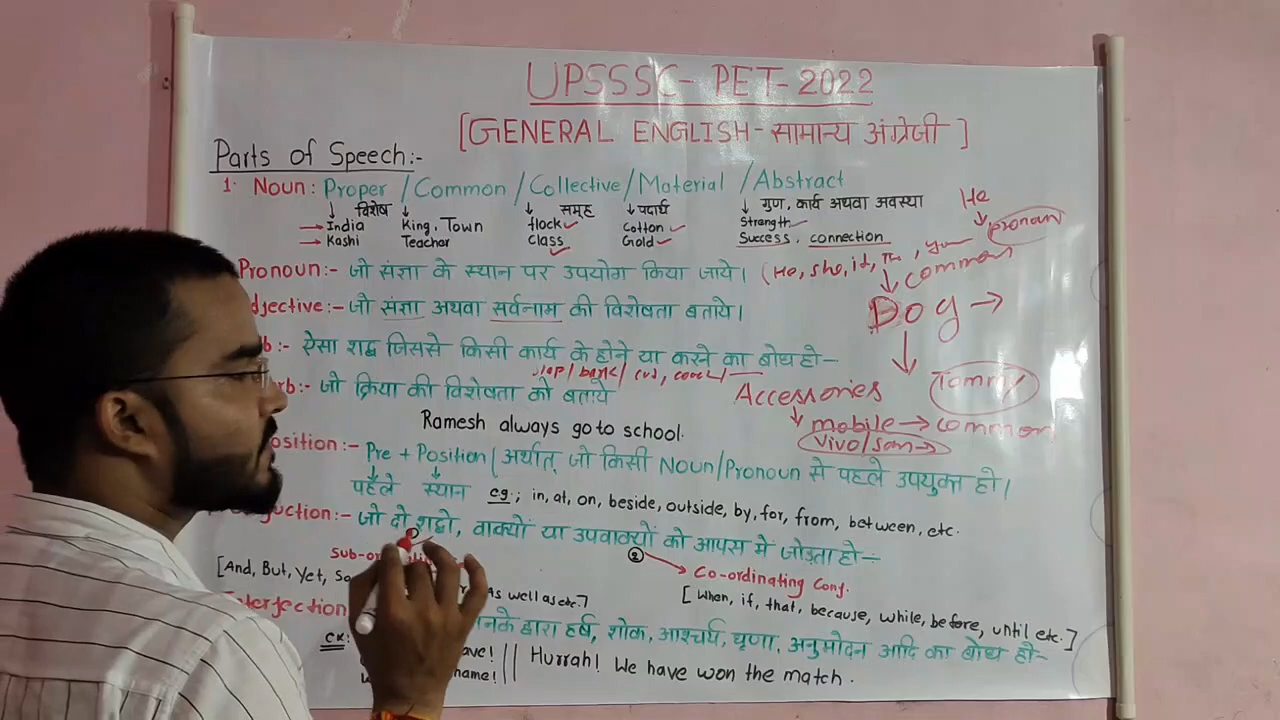 UPSSSC- PET-2022
[GENERAL ENGLISH-सामान्य अंग्रेजी ]
Parts of Speech:-
1. Noun: Proper /Common /Collective/Material /Abstract
विशेष समूह पदार्थ गुण, कार्य अथवा अवस्था
India King, Town flock Cotton Strength
Kashi Teacher Class Gold Success, connection
He
pronoun
Pronoun:- जो संज्ञा के स्थान पर उपयोग किया जाये। (He, she, it,
common
Dog
djective:- जो संज्ञा अथवा सर्वनाम की विशेषता बताये।
b:- ऐसा शब्द जिससे किसी कार्य के होने या करने का बोध हो-
Tommy
rb:- जो क्रिया की विशेषता को बताये
Accessories
mobile → common
Vivo/Sam
Ramesh always go to school.
osition:- Pre + Position/ अर्थात् जो किसी Noun/Pronoun से पहले उपयुक्त हो।
पहले स्थान eg:; in, at, on, beside, outside, by, for, from, between, etc.
uction:- जो दो शब्दो, वाक्यों या उपवाक्यों को आपस में जोड़ता हो-
Sub-or
② Co-ordinating Conj.
[And, But, Yet, So As well as etc.]
[ When, if, that, because, while, before, until etc.]
Interjection द्वारा हर्ष, शोक, आश्चर्य, घृणा, अनुमोदन आदि का बोध हो-
ave! || Hurrah! We have won the match.
name!